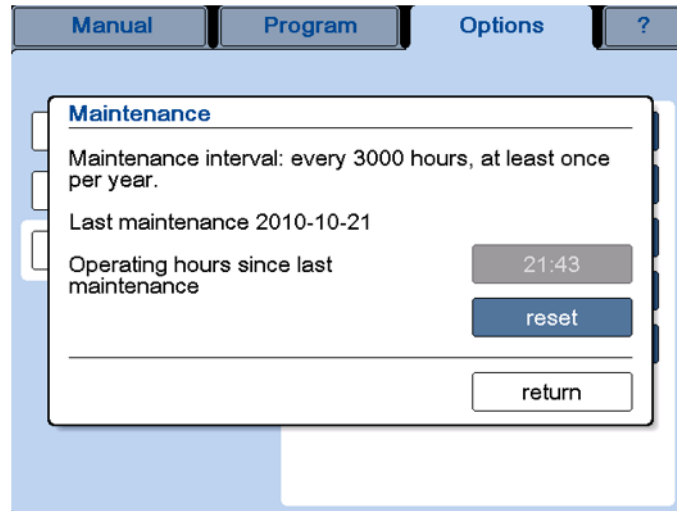 Manual Program Options ?
Maintenance
Maintenance interval: every 3000 hours, at least once
per year.
Last maintenance 2010-10-21
Operating hours since last
maintenance
21:43
reset
return